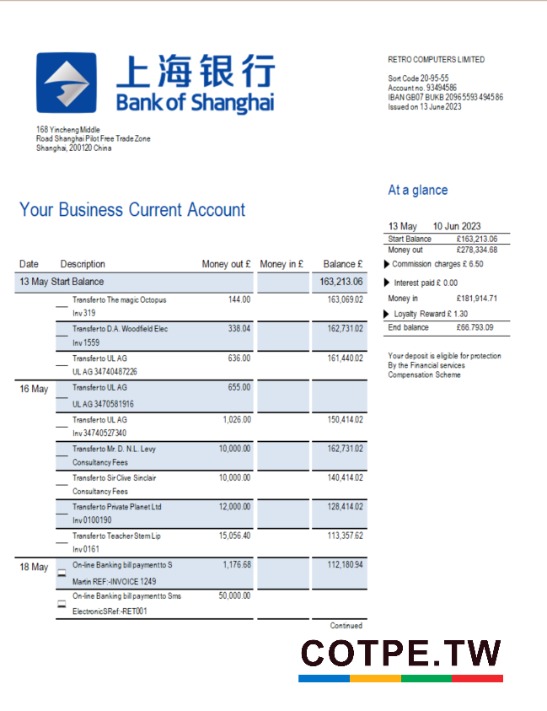 上海银行
Bank of Shanghai
168 Yincheng Middle
Road Shanghai Pilot Free Trade Zone
Shanghai, 200120 China
RETRO COMPUTERS LIMITED
Sort Code 20-95-55
Account no. 93494586
IBAN GB07 BUKB 2096 5593 4945 86
Issued on 13 June 2023
At a glance
Your Business Current Account
13 May 10 Jun 2023
Start Balance £163,213.06
Money out £278,334.68
Commission charges £ 6.50
Interest paid £ 0.00
Money in £181,914.71
Loyalty Reward £ 1.30
End balance £66.793.09
Your deposit is eligible for protection
By the Financial services
Compensation Scheme
Date Description Money out £ Money in £ Balance £
13 May Start Balance 163,213.06
Transfer to The magic Octopus 144.00 163,069.02
Inv 319
Transfer to D.A. Woodfield Elec 338.04 162,731.02
Inv 1559
Transfer to UL AG 636.00 161,440.02
UL AG 34740487226
16 May Transfer to UL AG 655.00
UL AG 3470581916
Transfer to UL AG 1,026.00 150,414.02
Inv 34740527340
Transfer to Mr. D. N.L. Levy 10,000.00 162,731.02
Consultancy Fees
Transfer to Sir Clive Sinclair 10,000.00 140,414.02
Consultancy Fees
Transfer to Private Planet Ltd 12,000.00 128,414.02
Inv 0100190
Transfer to Teacher Stem Lip 15,056.40 113,357.62
Inv 0161
18 May On-line Banking bill payment to S 1,176.68 112,180.94
Martin REF:-INVOICE 1249
On-line Banking bill payment to Sms 50,000.00
Electronic SRef:-RET001
Continued
COTPE.TW